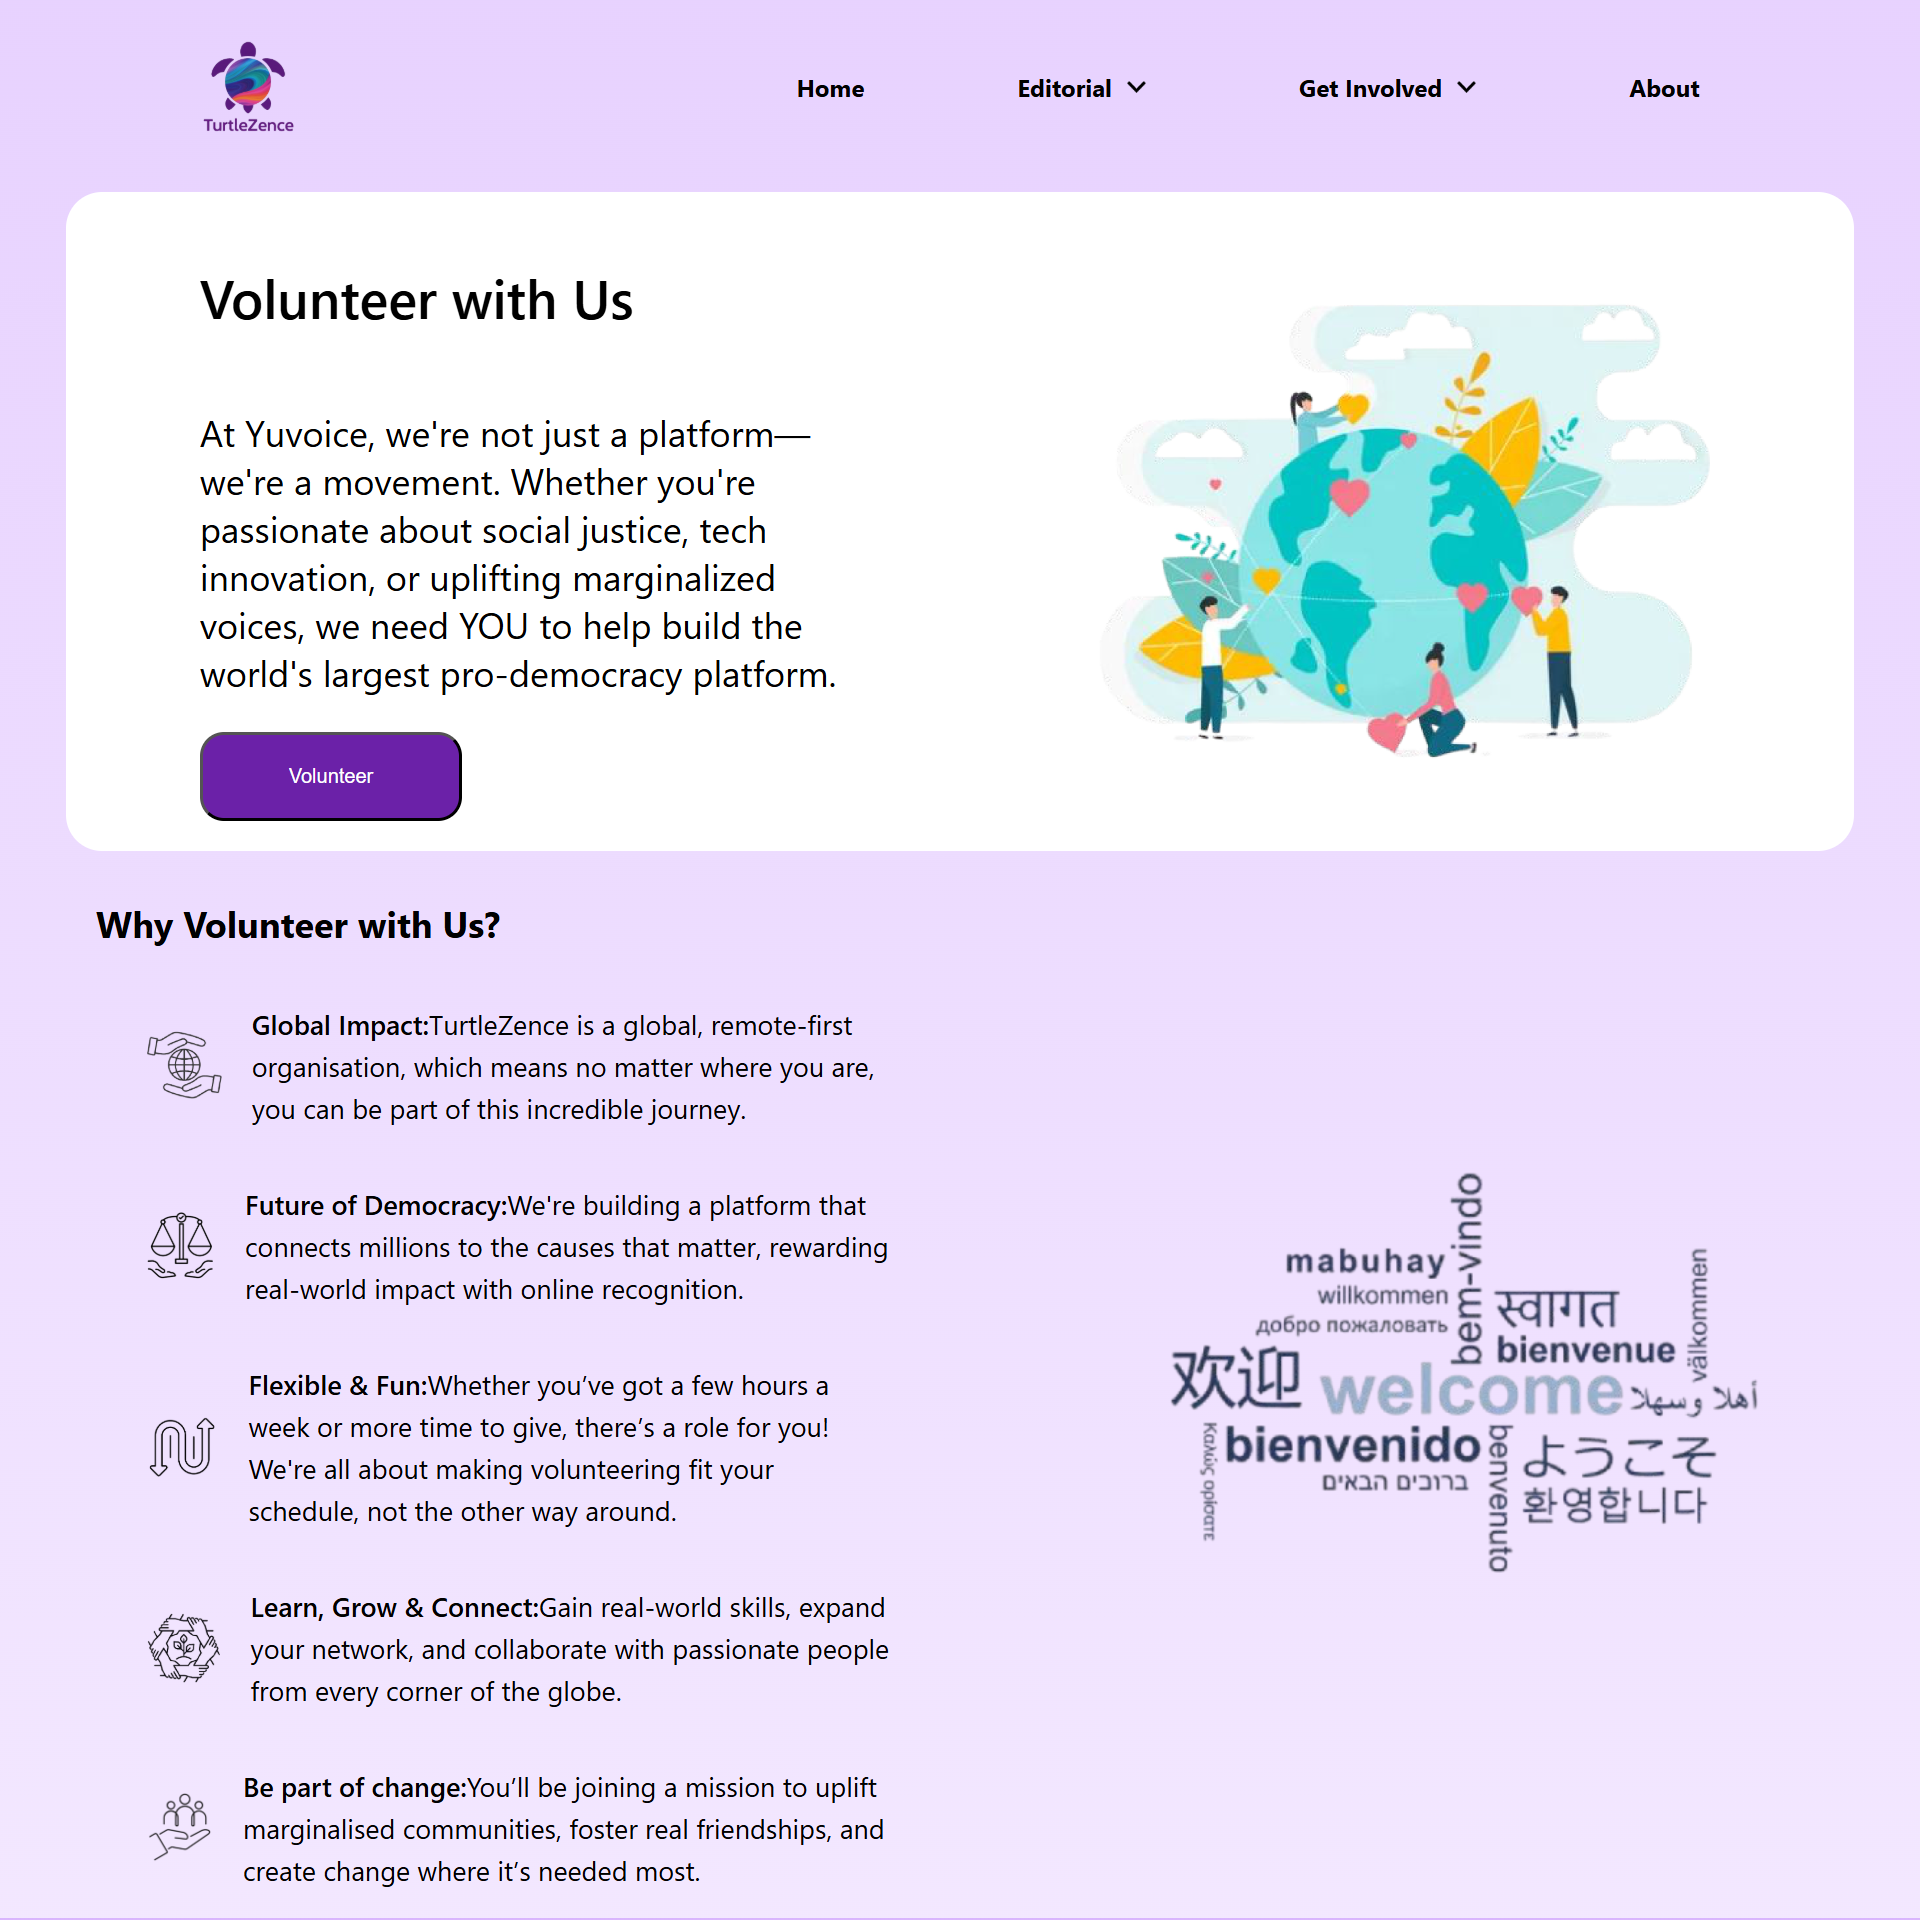 TurtleZence
Home
Editorial
Get Involved
About
Volunteer with Us
At Yuvoice, we're not just a platform—
we're a movement. Whether you're
passionate about social justice, tech
innovation, or uplifting marginalized
voices, we need YOU to help build the
world's largest pro-democracy platform.
Volunteer
Why Volunteer with Us?
Global Impact:TurtleZence is a global, remote-first
organisation, which means no matter where you are,
you can be part of this incredible journey.
Future of Democracy:We're building a platform that
connects millions to the causes that matter, rewarding
real-world impact with online recognition.
Flexible & Fun:Whether you’ve got a few hours a
week or more time to give, there’s a role for you!
We're all about making volunteering fit your
schedule, not the other way around.
Learn, Grow & Connect:Gain real-world skills, expand
your network, and collaborate with passionate people
from every corner of the globe.
Be part of change:You’ll be joining a mission to uplift
marginalised communities, foster real friendships, and
create change where it’s needed most.
bem-vindo
mabuhay
willkommen
добро пожаловать
स्वागत
bienvenue
välkommen
欢迎
welcome
أهلا وسهلا
Καλώς ορίσατε
bienvenido
ברוכים הבאים
benvenuto
ようこそ
환영합니다